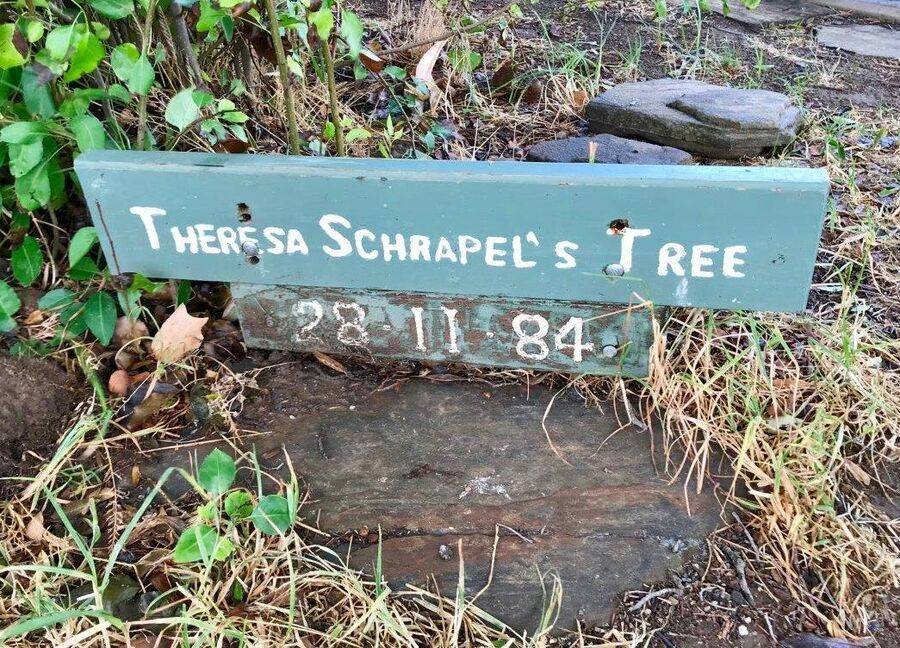 THERESA SCHRAPEL'S TREE
28-11-84